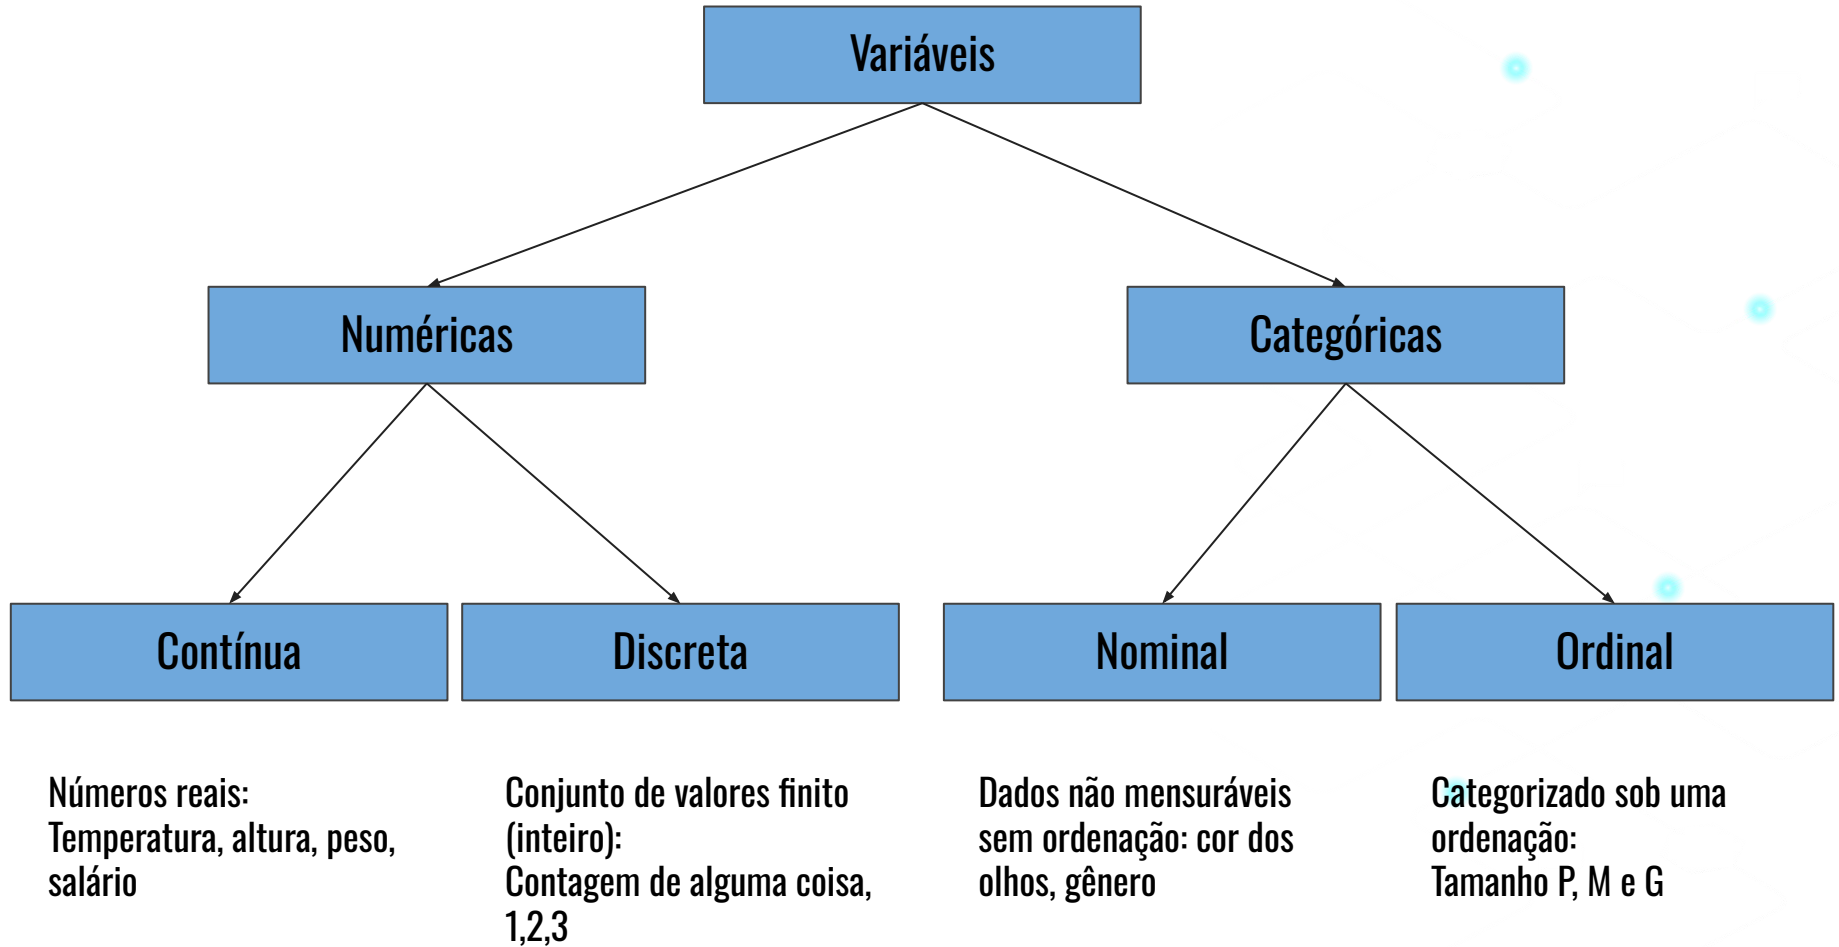 Variáveis
Numéricas
Categóricas
Contínua
Discreta
Nominal
Ordinal
Números reais:
Temperatura, altura, peso,
salário
Conjunto de valores finito
(inteiro):
Contagem de alguma coisa,
1,2,3
Dados não mensuráveis
sem ordenação: cor dos
olhos, gênero
Categorizado sob uma
ordenação:
Tamanho P, M e G